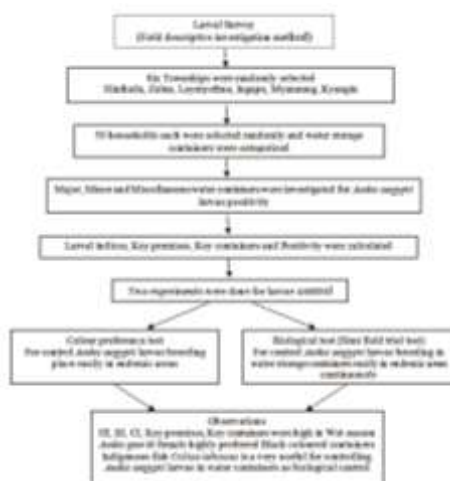 Larval Survey
(Field descriptive investigation method)
Six Townships were randomly selected
Hinthada, Zalun, Laymyethna, Ingapu, Myanaung, Kyangin
households each were selected randomly and water storage
containers were categorized
Major, Minor and Miscellaneous water containers were investigated for Aedes aegypti
larvae positivity
Larval indices, Key premises, Key containers and Positivity were calculated
Two experiments were done for larvae control
Colour preference test
For control Aedes aegypti larvae breeding
place easily in endemic areas
Biological test (Semi field trial test)
For control Aedes aegypti larvae breeding in
water storage containers easily in endemic areas
continuously
Observations
HI, BI, CI, Key premises, Key containers were high in Wet season
Aedes gravid female highly preferred Black coloured containers
Indigenous fish is a very useful for controlling
Aedes aegypti larvae in water containers as biological control